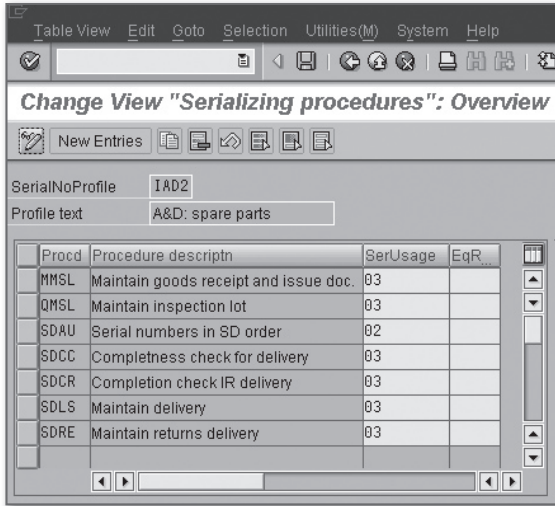 Table View Edit Goto Selection Utilities(M) System Help
Change View "Serializing procedures": Overview
New Entries
SerialNoProfile IAD2
Profile text A&D: spare parts
Procd Procedure descriptn SerUsage EqR...
MMSL Maintain goods receipt and issue doc. 03
QMSL Maintain inspection lot 03
SDAU Serial numbers in SD order 02
SDCC Completness check for delivery 03
SDCR Completion check IR delivery 03
SDLS Maintain delivery 03
SDRE Maintain returns delivery 03